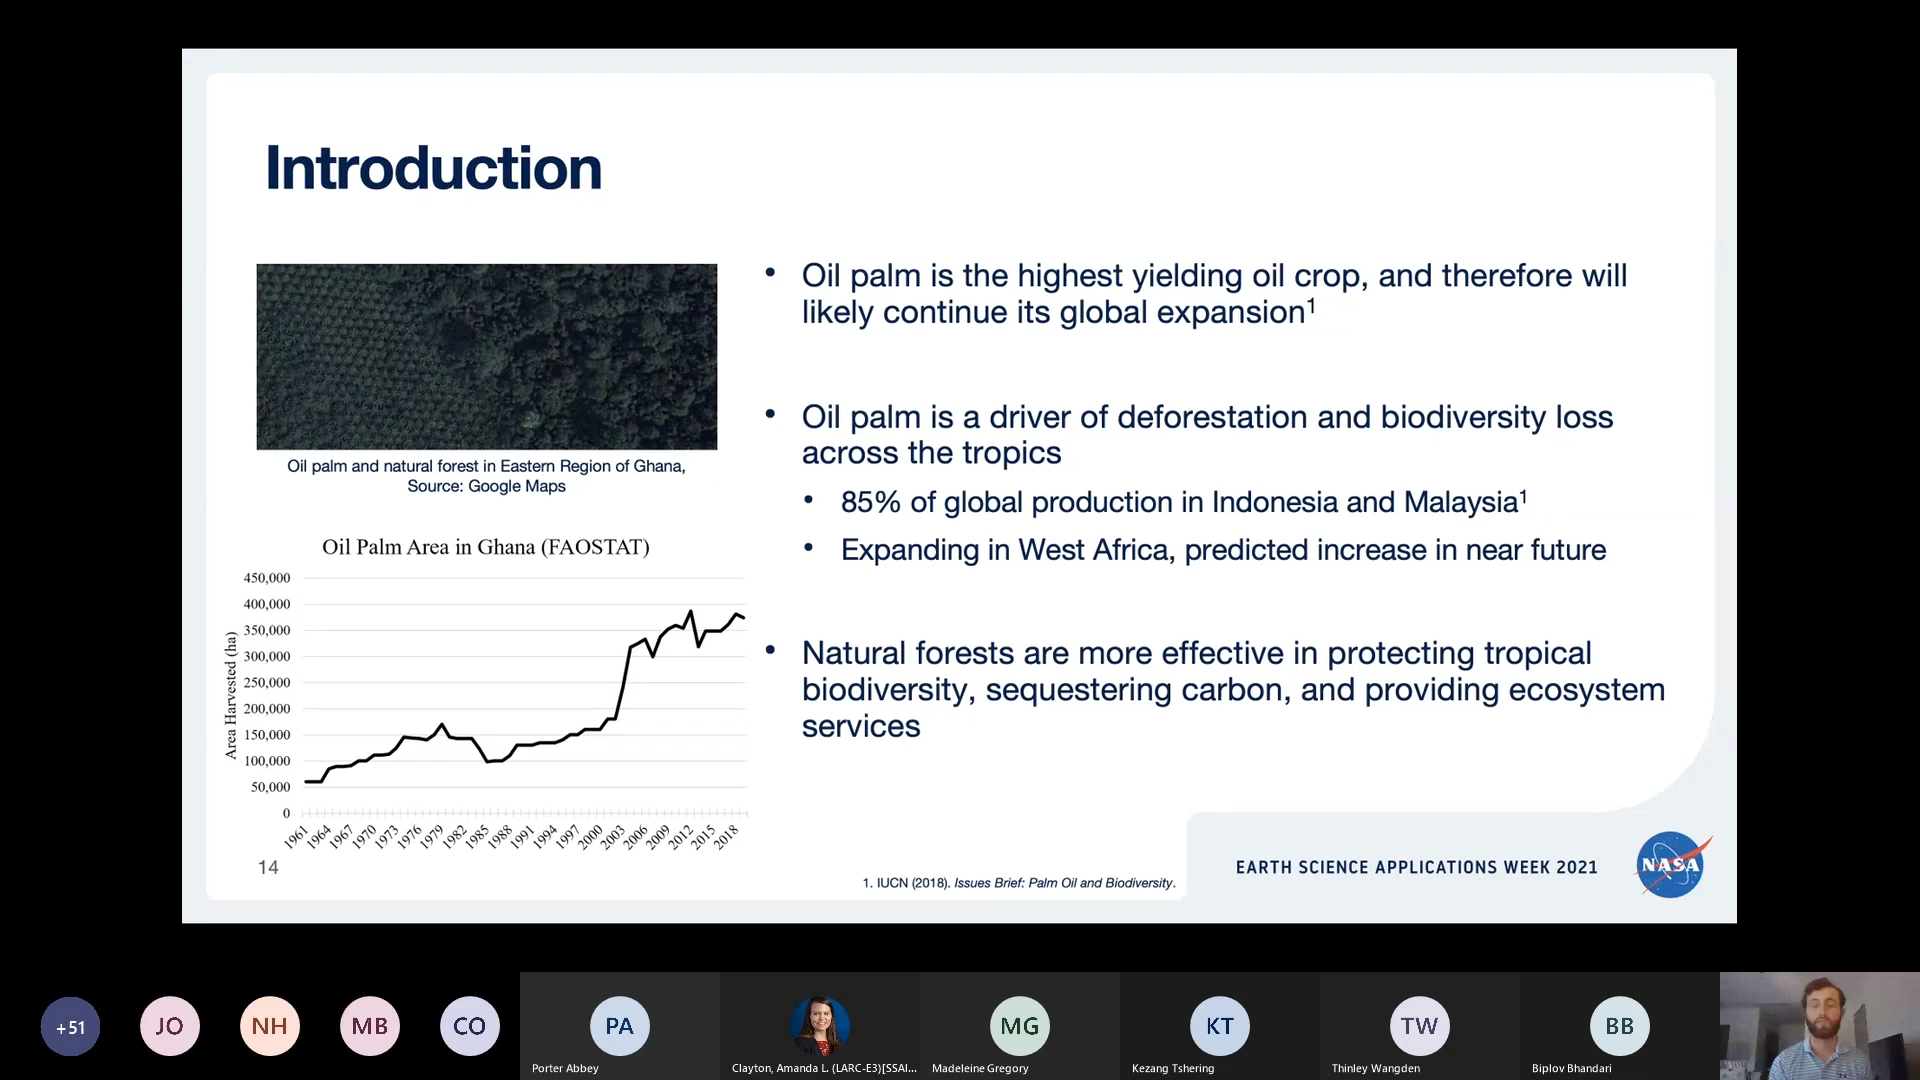 Introduction
Oil palm and natural forest in Eastern Region of Ghana,
Source: Google Maps
Oil Palm Area in Ghana (FAOSTAT)
Area Harvested (ha)
450,000
400,000
350,000
300,000
250,000
200,000
150,000
100,000
50,000
0
1961 1964 1967 1970 1973 1976 1979 1982 1985 1988 1991 1994 1997 2000 2003 2006 2009 2012 2015 2018
• Oil palm is the highest yielding oil crop, and therefore will
likely continue its global expansion¹
• Oil palm is a driver of deforestation and biodiversity loss
across the tropics
• 85% of global production in Indonesia and Malaysia¹
• Expanding in West Africa, predicted increase in near future
• Natural forests are more effective in protecting tropical
biodiversity, sequestering carbon, and providing ecosystem
services
14
1. IUCN (2018). Issues Brief: Palm Oil and Biodiversity.
EARTH SCIENCE APPLICATIONS WEEK 2021
NASA
+51
JO
NH
MB
CO
PA
Porter Abbey
Clayton, Amanda L. (LARC-E3)[SSAI...
MG
Madeleine Gregory
KT
Kezang Tshering
TW
Thinley Wangden
BB
Biplov Bhandari